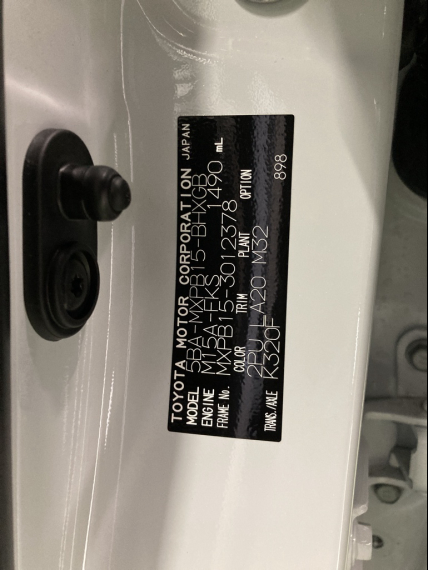 TOYOTA MOTOR CORPORATION JAPAN
MODEL 5BA-MXPB15-BHXGB
ENGINE M15A-FKS 1490 mL
FRAME No. MXPB15-3012378
COLOR TRIM PLANT OPTION
2PU LA20 M32 898
TRANS./AXLE K320F